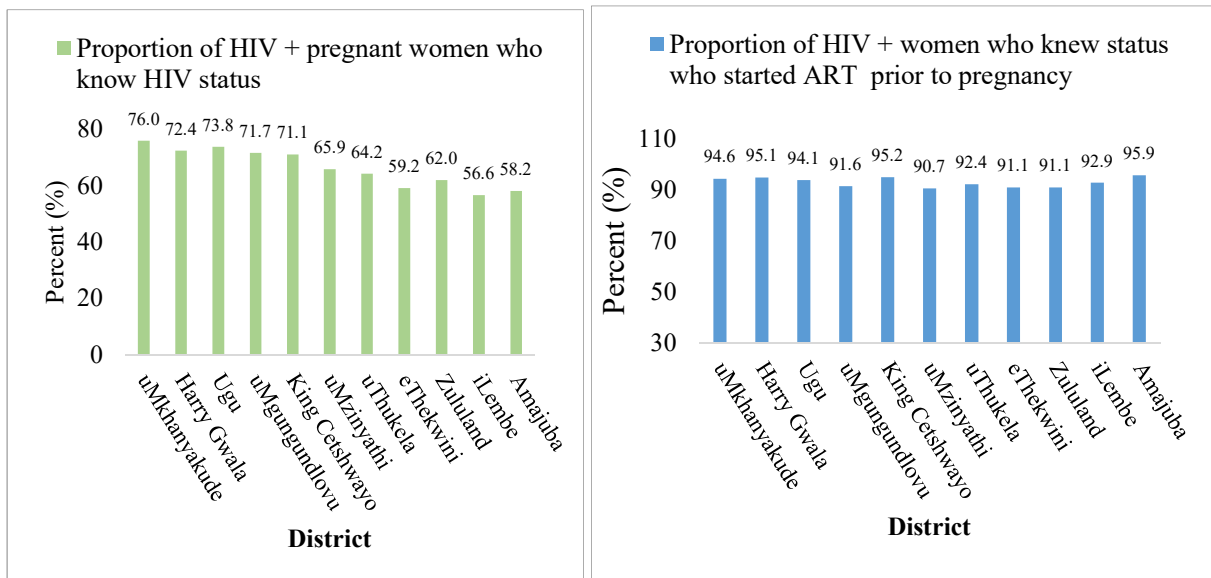 Proportion of HIV + pregnant women who
know HIV status
Percent (%)
80
60
40
20
0
76.0
72.4
73.8
71.7
71.1
65.9
64.2
59.2
62.0
56.6
58.2
uMkhanyakude
Harry Gwala
Ugu
uMgungundlovu
King Cetshwayo
uMzinyathi
uThukela
eThekwini
Zululand
iLembe
Amajuba
District
Proportion of HIV + women who knew status
who started ART prior to pregnancy
Percent (%)
110
90
70
50
30
94.6
95.1
94.1
91.6
95.2
90.7
92.4
91.1
91.1
92.9
95.9
uMkhanyakude
Harry Gwala
Ugu
uMgungundlovu
King Cetshwayo
uMzinyathi
uThukela
eThekwini
Zululand
iLembe
Amajuba
District